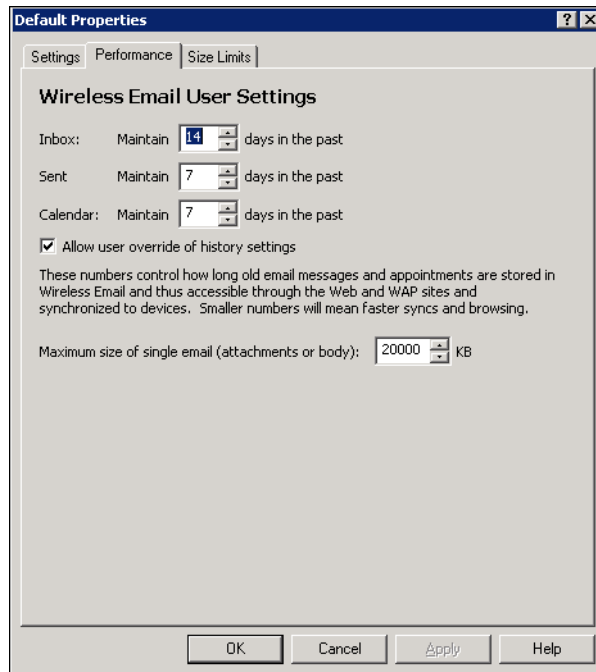 Default Properties
Settings Performance Size Limits
Wireless Email User Settings
Inbox: Maintain 14 days in the past
Sent Maintain 7 days in the past
Calendar: Maintain 7 days in the past
Allow user override of history settings
These numbers control how long old email messages and appointments are stored in
Wireless Email and thus accessible through the Web and WAP sites and
synchronized to devices. Smaller numbers will mean faster syncs and browsing.
Maximum size of single email (attachments or body): 20000 KB
OK Cancel Apply Help